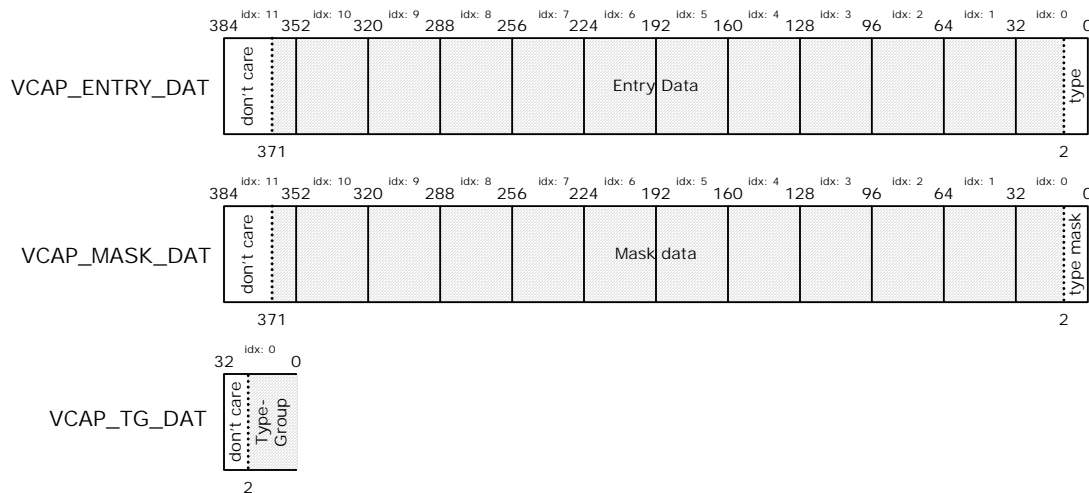 idx: 11 idx: 10 idx: 9 idx: 8 idx: 7 idx: 6 idx: 5 idx: 4 idx: 3 idx: 2 idx: 1 idx: 0
384 352 320 288 256 224 192 160 128 96 64 32 0
VCAP_ENTRY_DAT
don't care
Entry Data
type
371 2
idx: 11 idx: 10 idx: 9 idx: 8 idx: 7 idx: 6 idx: 5 idx: 4 idx: 3 idx: 2 idx: 1 idx: 0
384 352 320 288 256 224 192 160 128 96 64 32 0
VCAP_MASK_DAT
don't care
Mask data
type mask
371 2
idx: 0
32 0
VCAP_TG_DAT
don't care
Type-
Group
2